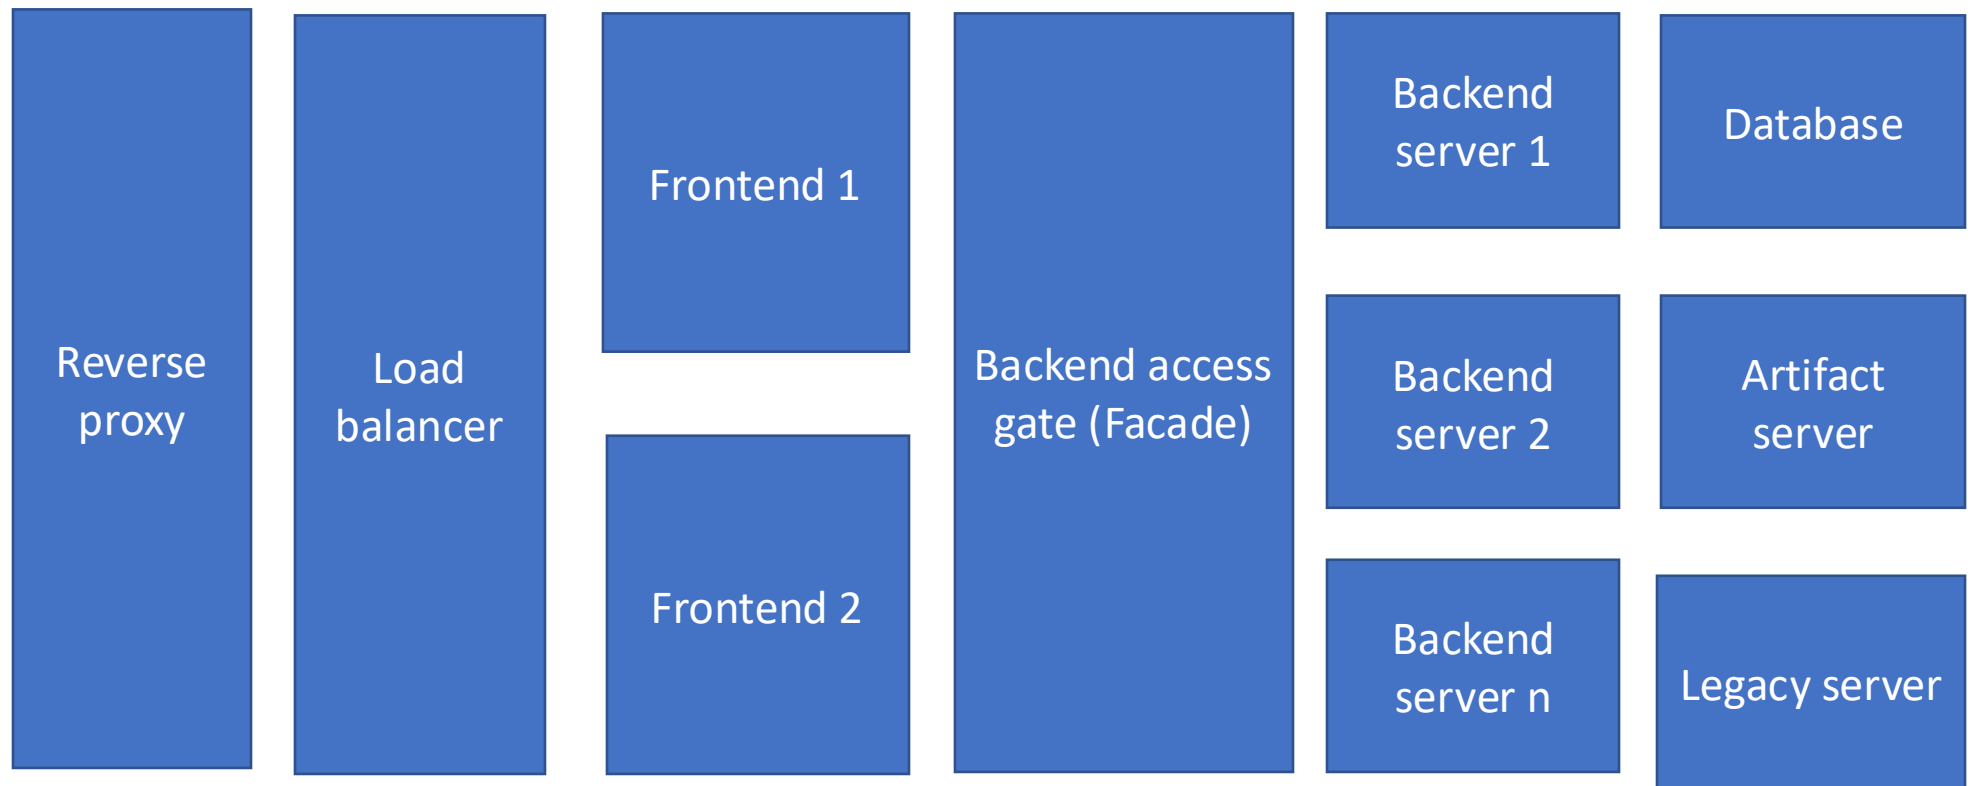 Reverse
proxy
Load
balancer
Frontend 1
Frontend 2
Backend access
gate (Facade)
Backend
server 1
Backend
server 2
Backend
server n
Database
Artifact
server
Legacy server